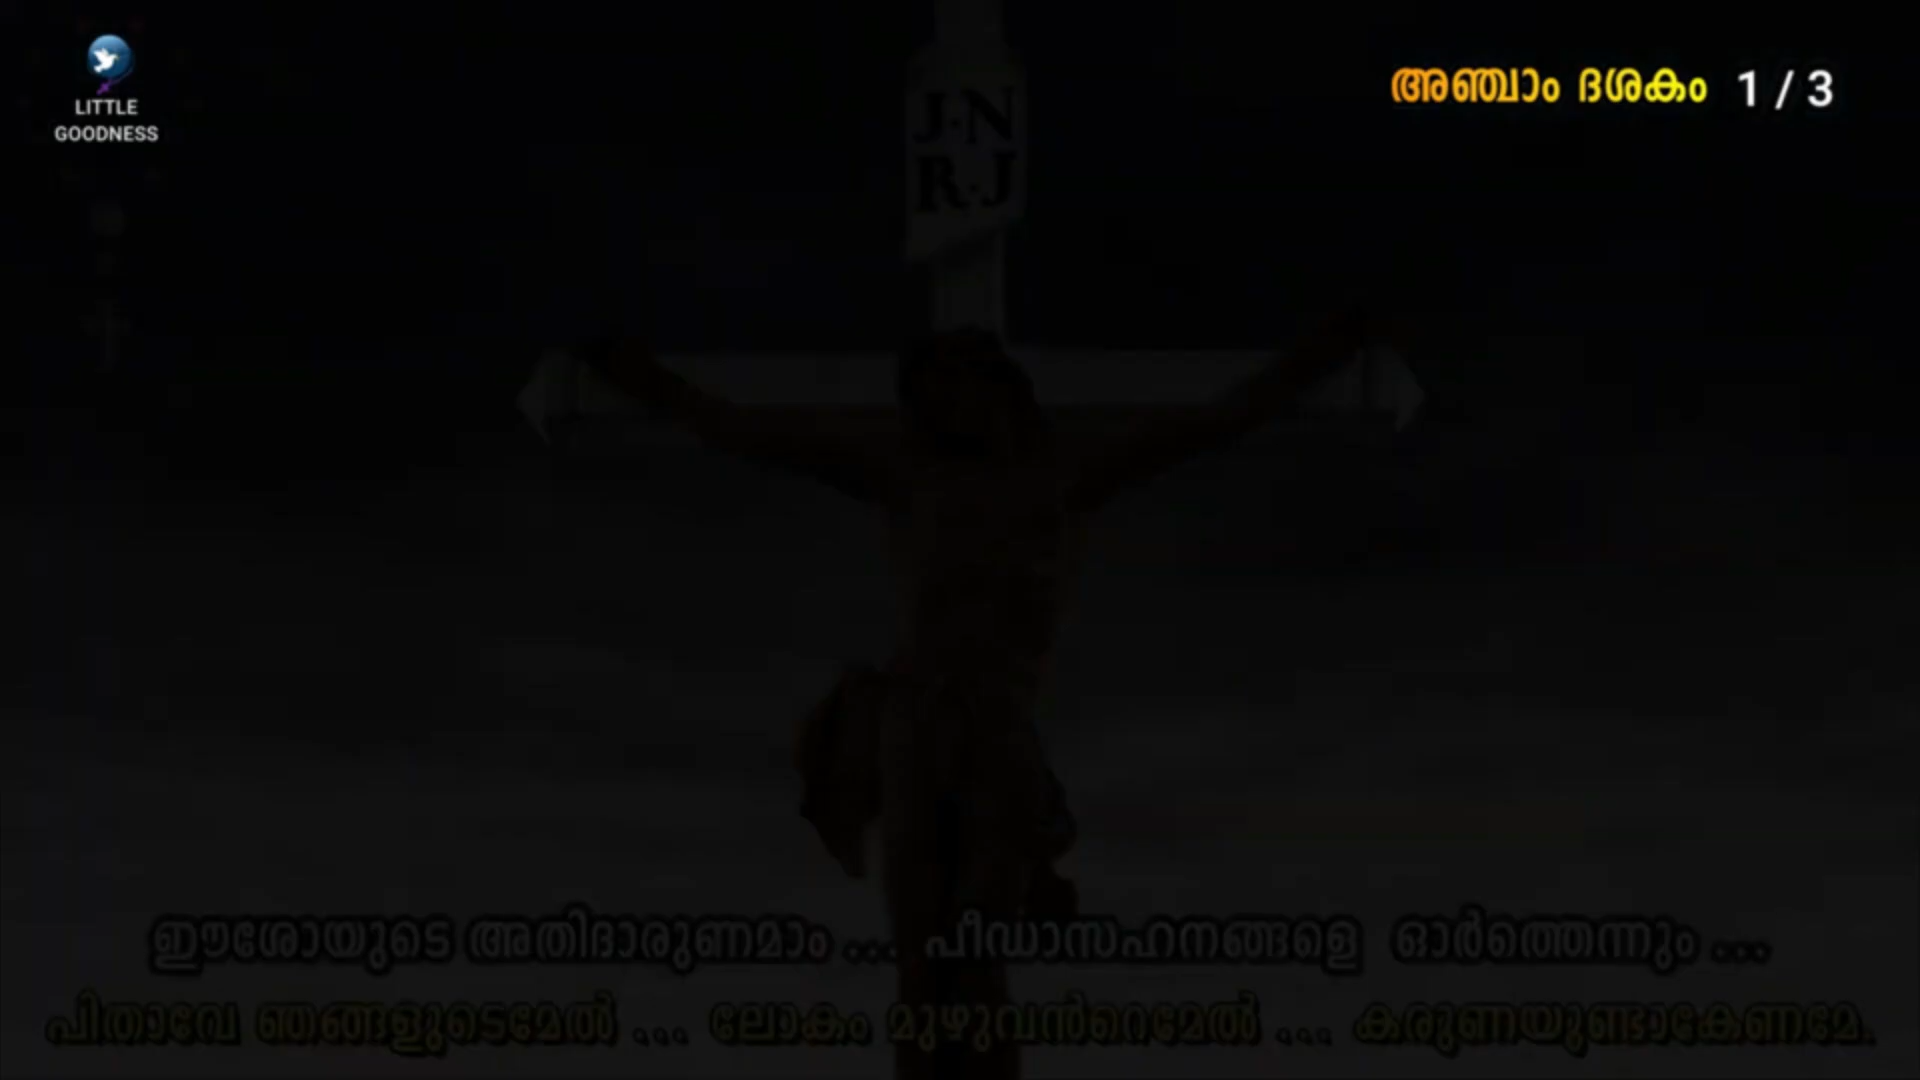 LITTLE
GOODNESS
അഞ്ചാം ദശകം 1 / 3
J·N
R·J
ഈശോയുടെ അതിദാരുണമാം ... പീഡാസഹനങ്ങളെ ഓർത്തെന്നും ...
പിതാവേ ഞങ്ങളുടെമേൽ ... ലോകം മുഴുവൻറെമേൽ ... കരുണയുണ്ടാകേണമേ.